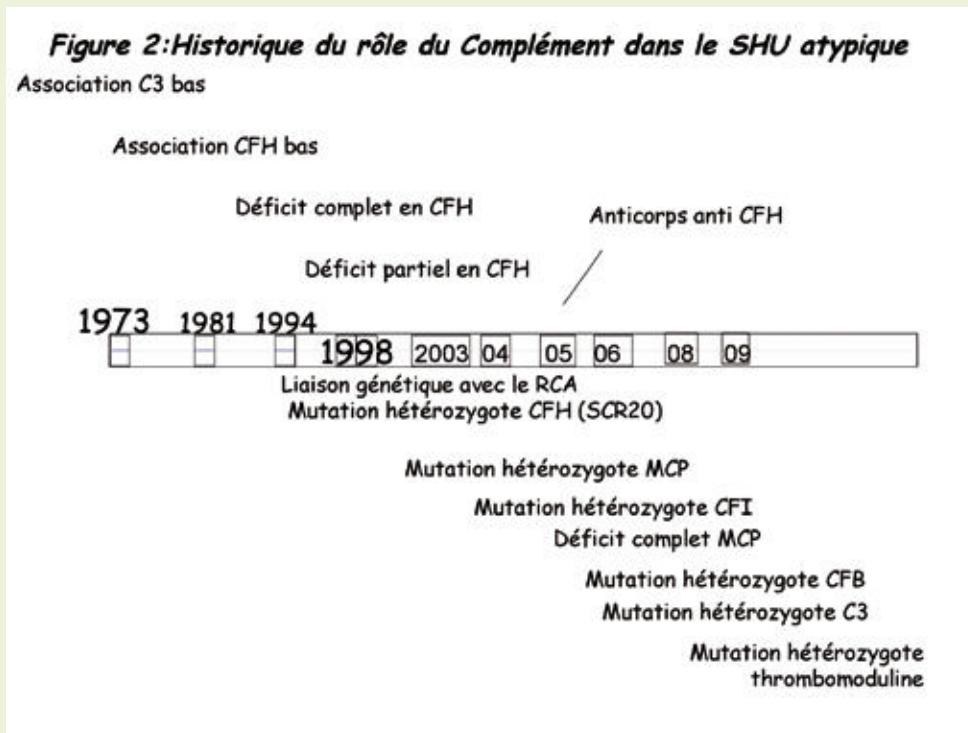 Figure 2:Historique du rôle du Complément dans le SHU atypique
Association C3 bas
Association CFH bas
Déficit complet en CFH
Anticorps anti CFH
Déficit partiel en CFH
1973 1981 1994
1998 2003 04 05 06 08 09
Liaison génétique avec le RCA
Mutation hétérozygote CFH (SCR20)
Mutation hétérozygote MCP
Mutation hétérozygote CFI
Déficit complet MCP
Mutation hétérozygote CFB
Mutation hétérozygote C3
Mutation hétérozygote
thrombomoduline